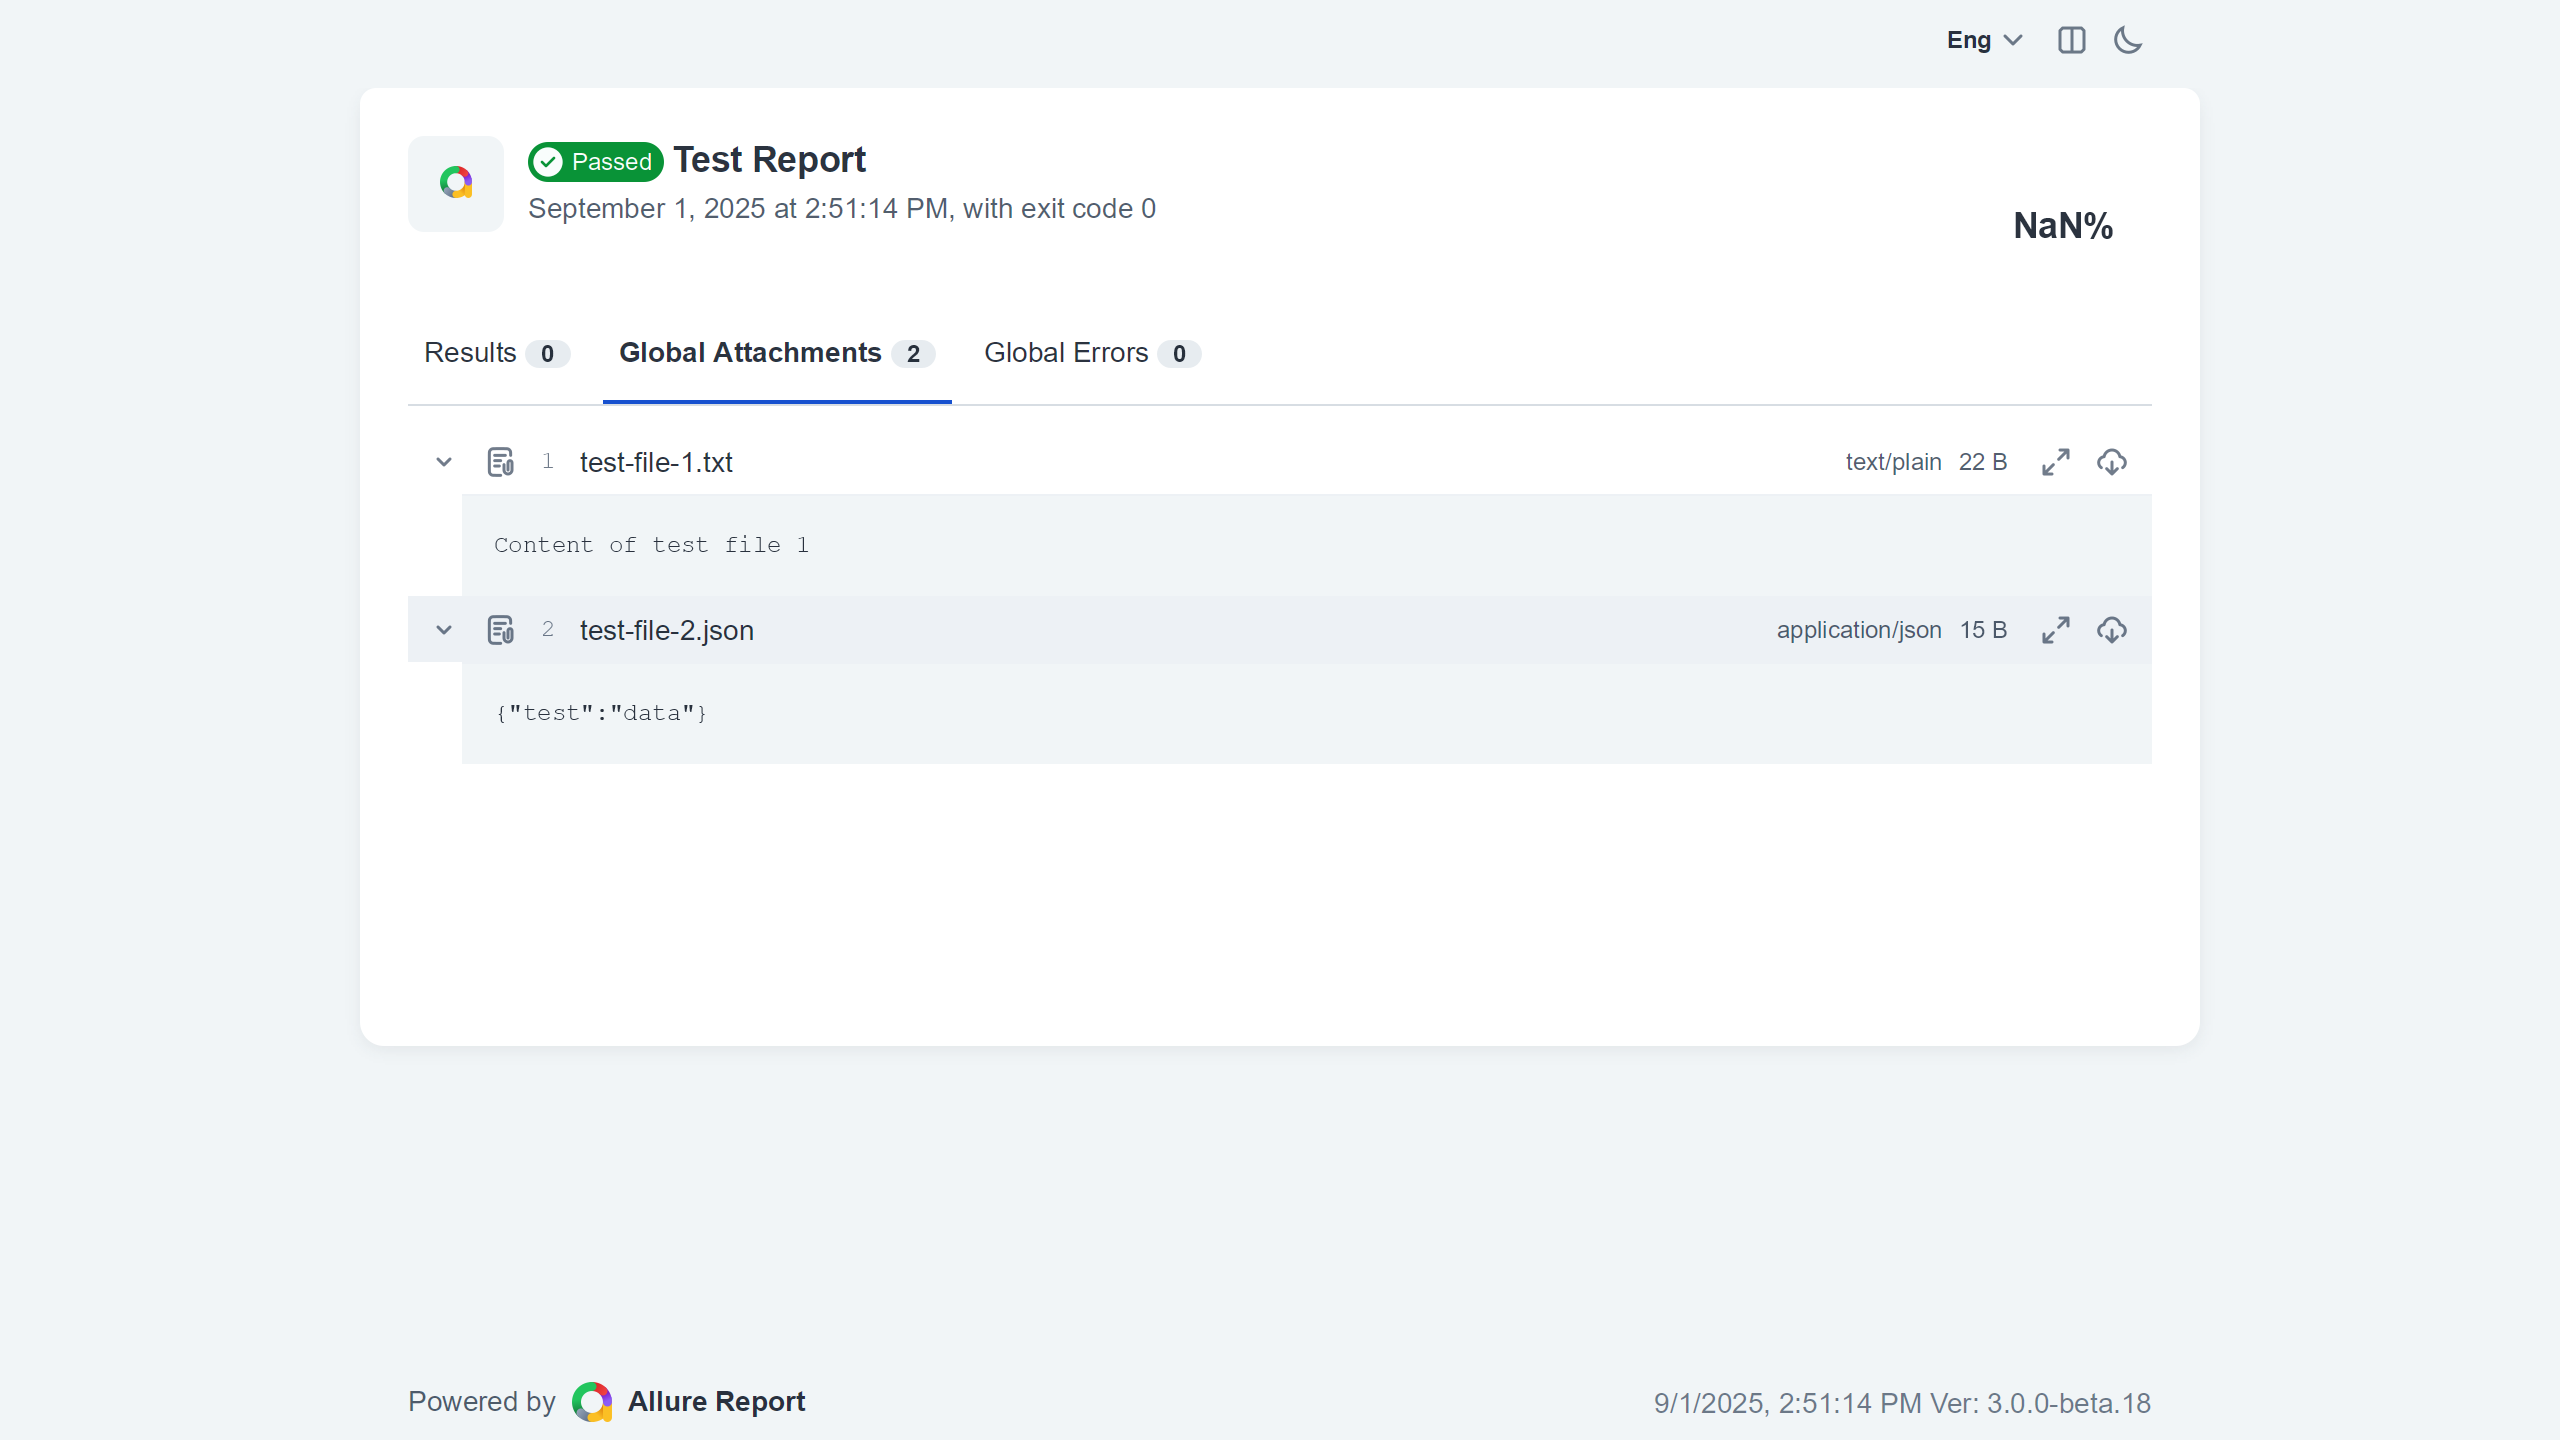 Eng
Passed Test Report
September 1, 2025 at 2:51:14 PM, with exit code 0
NaN%
Results 0 Global Attachments 2 Global Errors 0
1 test-file-1.txt text/plain 22 B
Content of test file 1
2 test-file-2.json application/json 15 B
{"test":"data"}
Powered by Allure Report
9/1/2025, 2:51:14 PM Ver: 3.0.0-beta.18